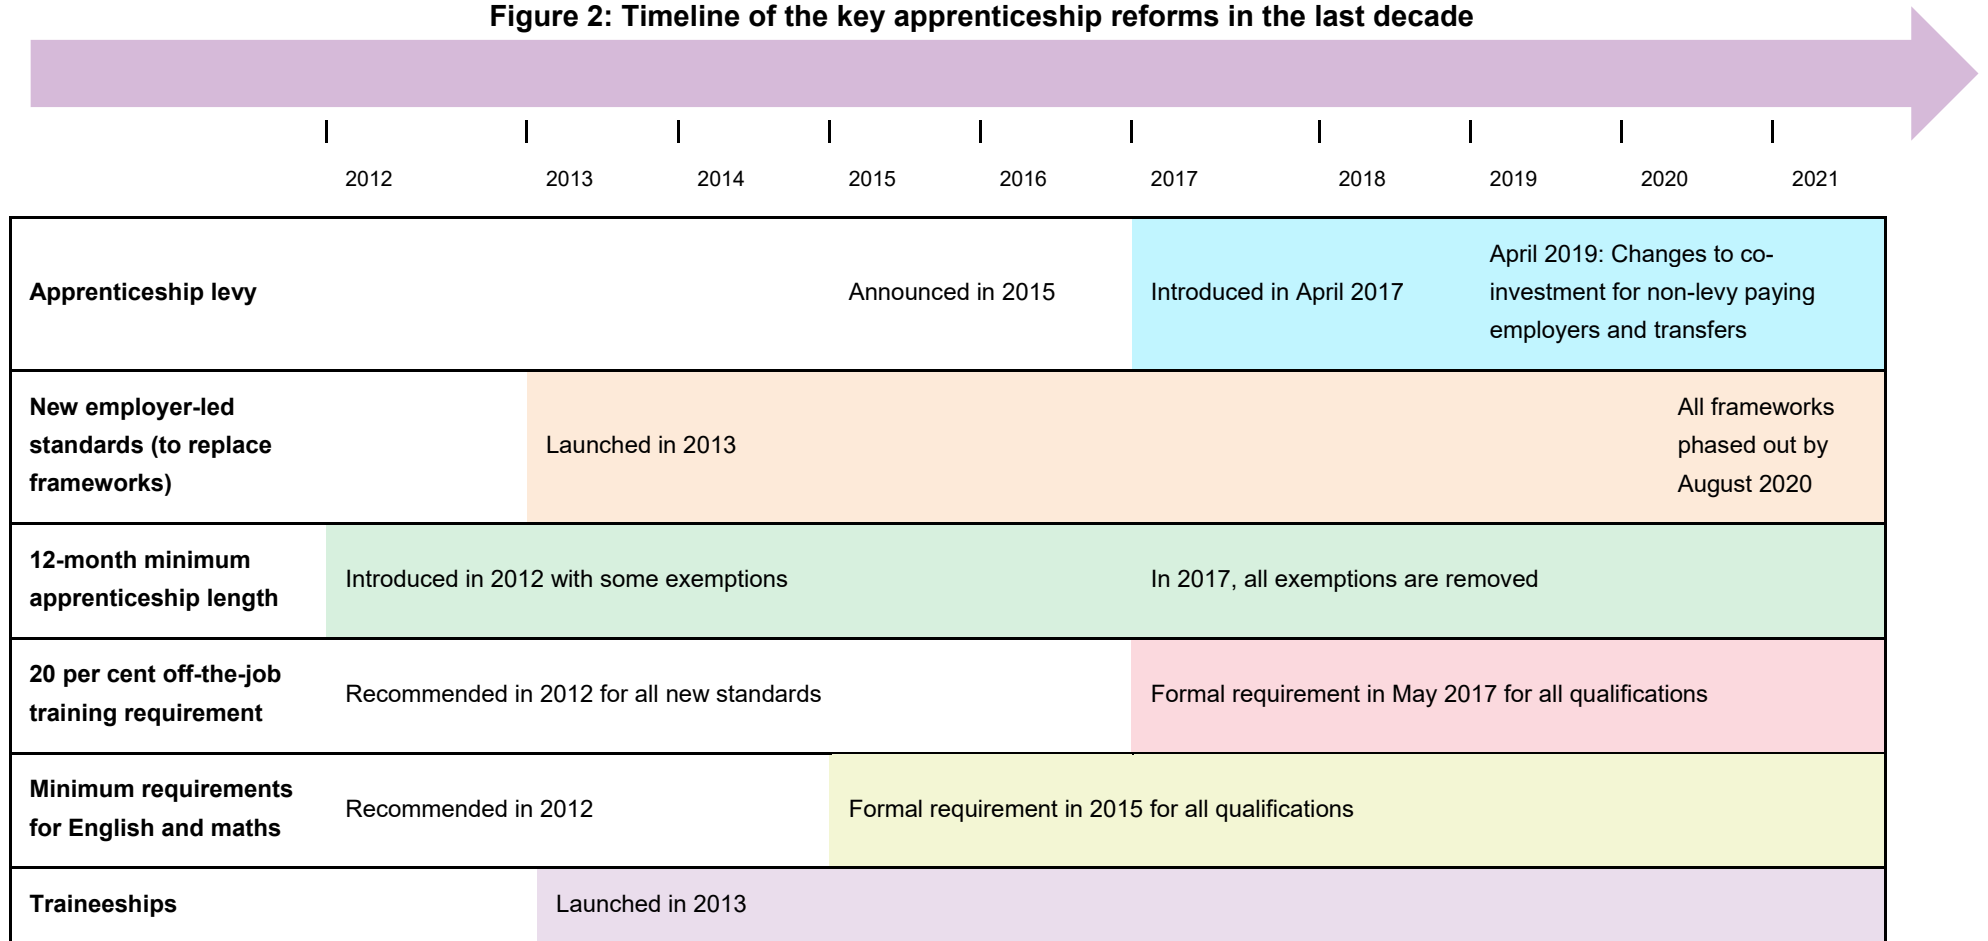 Figure 2: Timeline of the key apprenticeship reforms in the last decade
2012 2013 2014 2015 2016 2017 2018 2019 2020 2021
Apprenticeship levy
Announced in 2015
Introduced in April 2017
April 2019: Changes to co-
investment for non-levy paying
employers and transfers
New employer-led
standards (to replace
frameworks)
Launched in 2013
All frameworks
phased out by
August 2020
12-month minimum
apprenticeship length
Introduced in 2012 with some exemptions
In 2017, all exemptions are removed
20 per cent off-the-job
training requirement
Recommended in 2012 for all new standards
Formal requirement in May 2017 for all qualifications
Minimum requirements
for English and maths
Recommended in 2012
Formal requirement in 2015 for all qualifications
Traineeships
Launched in 2013